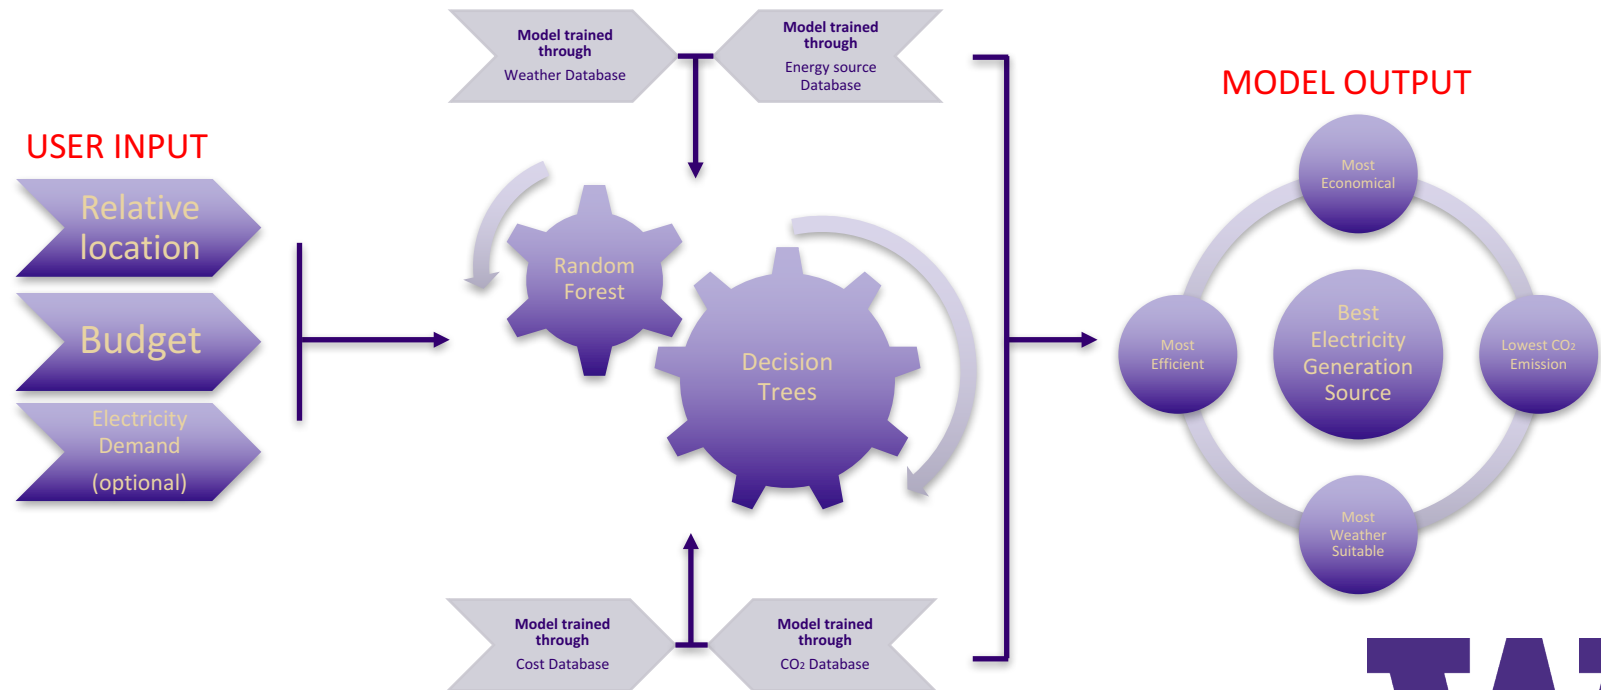 USER INPUT
Relative
location
Budget
Electricity
Demand
(optional)
Model trained
through
Weather Database
Model trained
through
Energy source
Database
Random
Forest
Decision
Trees
Model trained
through
Cost Database
Model trained
through
CO₂ Database
MODEL OUTPUT
Most
Economical
Most
Efficient
Best
Electricity
Generation
Source
Lowest CO₂
Emission
Most
Weather
Suitable